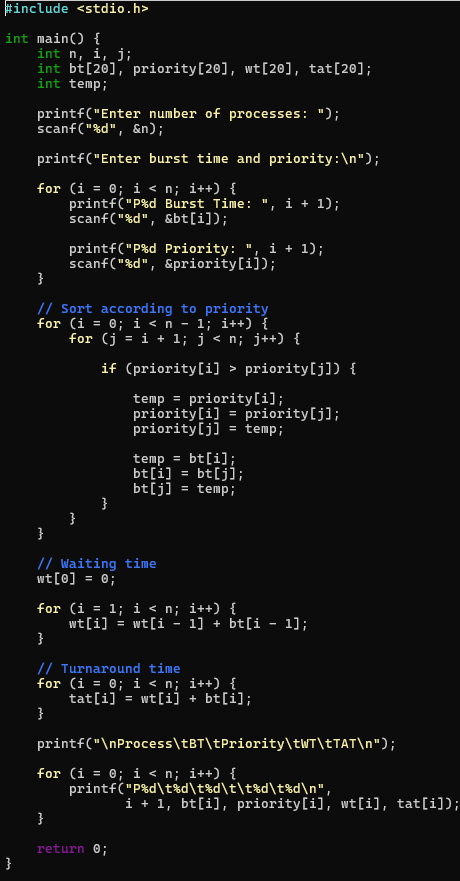 #include <stdio.h>

int main() {
    int n, i, j;
    int bt[20], priority[20], wt[20], tat[20];
    int temp;

    printf("Enter number of processes: ");
    scanf("%d", &n);

    printf("Enter burst time and priority:\n");

    for (i = 0; i < n; i++) {
        printf("P%d Burst Time: ", i + 1);
        scanf("%d", &bt[i]);

        printf("P%d Priority: ", i + 1);
        scanf("%d", &priority[i]);
    }

    // Sort according to priority
    for (i = 0; i < n - 1; i++) {
        for (j = i + 1; j < n; j++) {

            if (priority[i] > priority[j]) {

                temp = priority[i];
                priority[i] = priority[j];
                priority[j] = temp;

                temp = bt[i];
                bt[i] = bt[j];
                bt[j] = temp;
            }
        }
    }

    // Waiting time
    wt[0] = 0;

    for (i = 1; i < n; i++) {
        wt[i] = wt[i - 1] + bt[i - 1];
    }

    // Turnaround time
    for (i = 0; i < n; i++) {
        tat[i] = wt[i] + bt[i];
    }

    printf("\nProcess\tBT\tPriority\tWT\tTAT\n");

    for (i = 0; i < n; i++) {
        printf("P%d\t%d\t%d\t\t%d\t%d\n",
               i + 1, bt[i], priority[i], wt[i], tat[i]);
    }

    return 0;
}